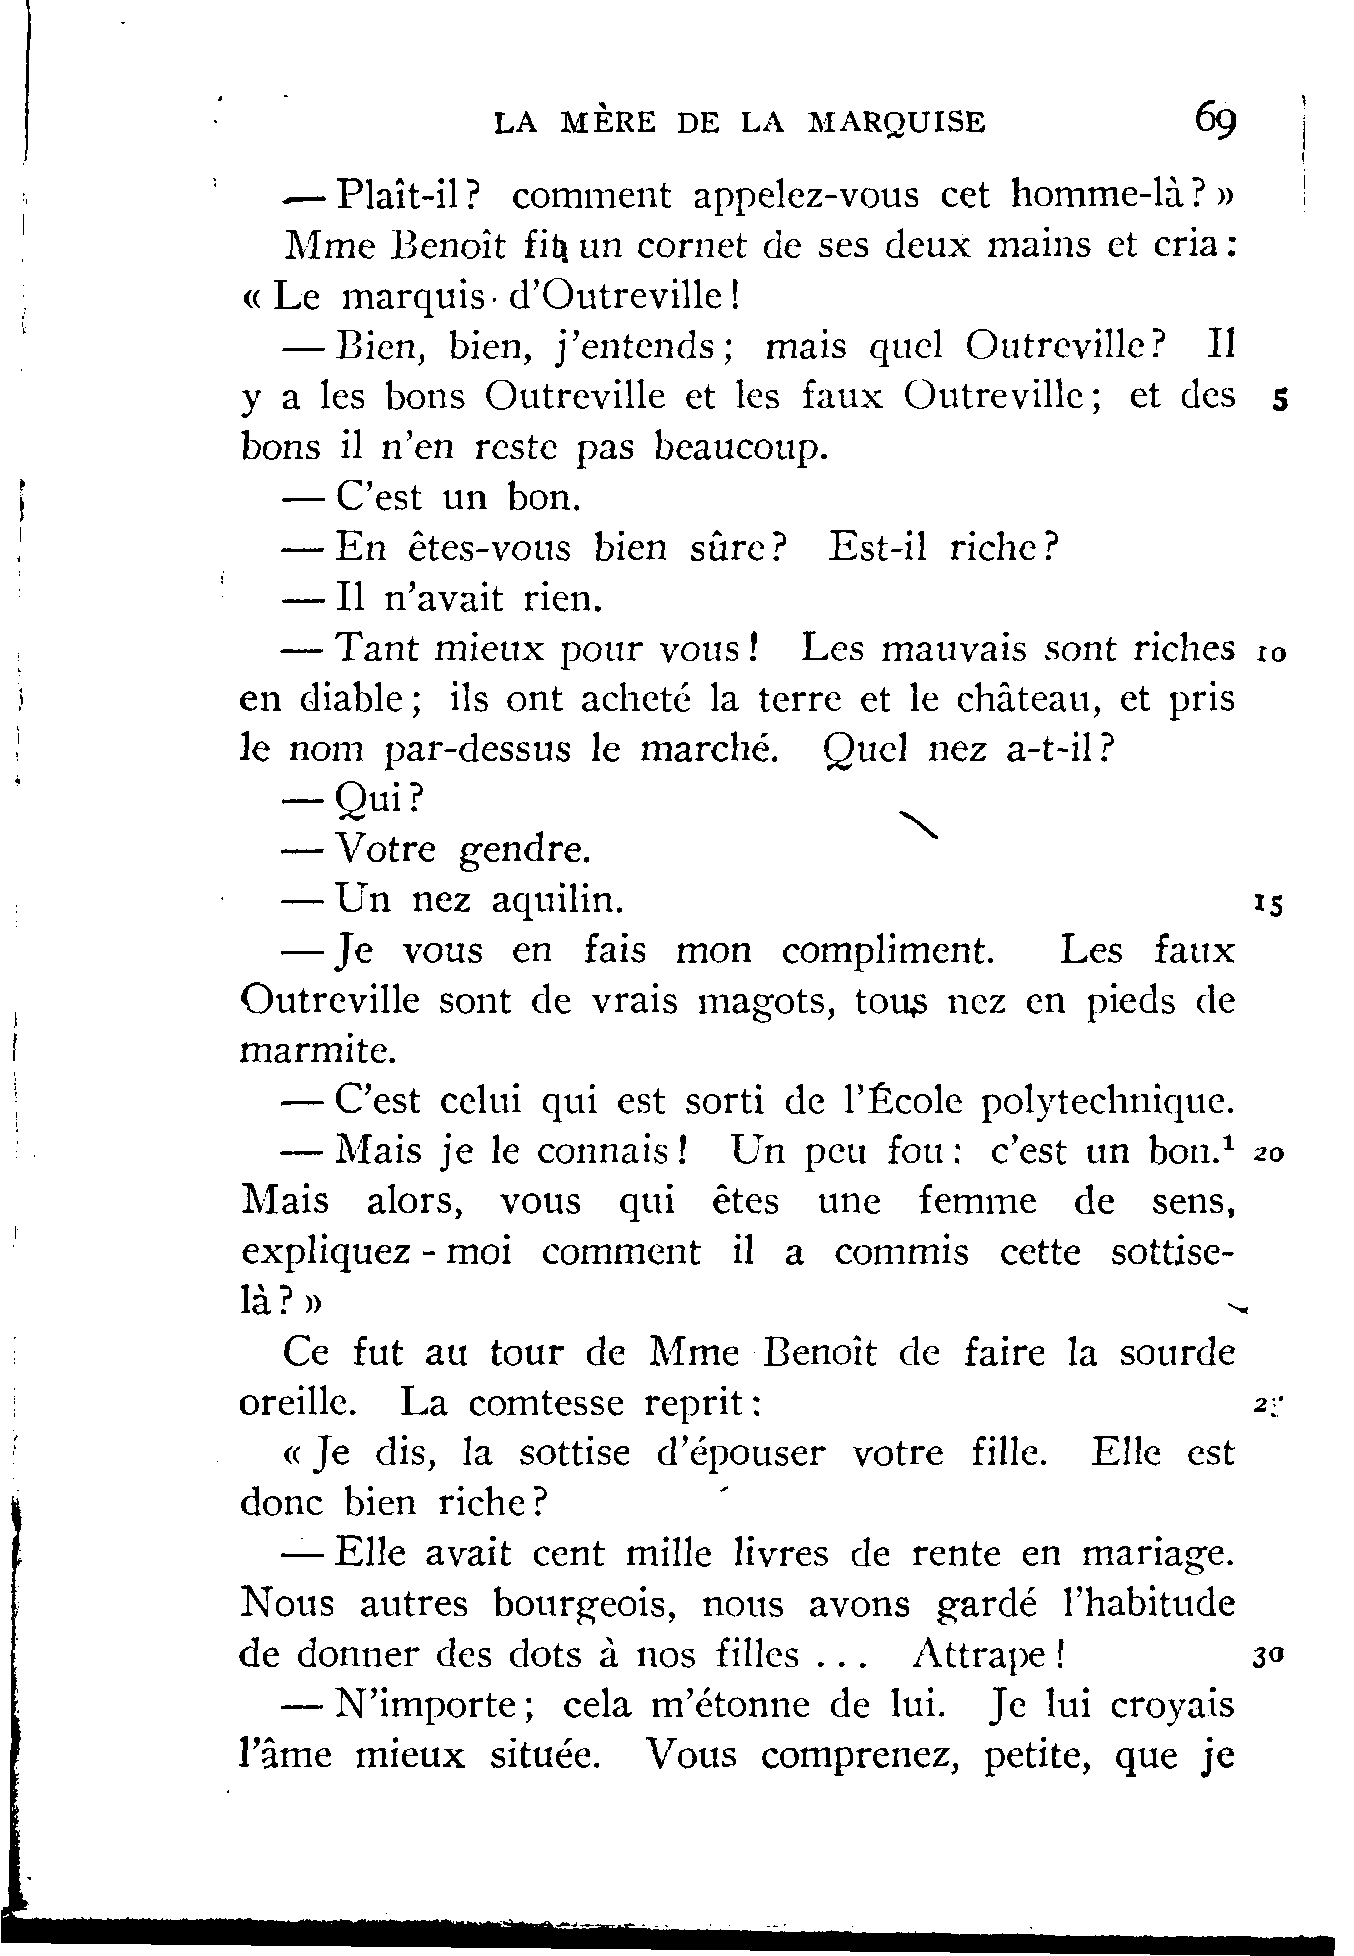 LA MÈRE DE LA MARQUISE 69
— Plaît-il? comment appelez-vous cet homme-là? »
Mme Benoît fit un cornet de ses deux mains et cria:
« Le marquis d'Outreville!
— Bien, bien, j'entends; mais quel Outreville? Il
y a les bons Outreville et les faux Outreville; et des 5
bons il n'en reste pas beaucoup.
— C'est un bon.
— En êtes-vous bien sûre? Est-il riche?
— Il n'avait rien.
— Tant mieux pour vous! Les mauvais sont riches 10
en diable; ils ont acheté la terre et le château, et pris
le nom par-dessus le marché. Quel nez a-t-il?
— Qui?
— Votre gendre.
— Un nez aquilin. 15
— Je vous en fais mon compliment. Les faux
Outreville sont de vrais magots, tous nez en pieds de
marmite.
— C'est celui qui est sorti de l'École polytechnique.
— Mais je le connais! Un peu fou: c'est un bon.¹ 20
Mais alors, vous qui êtes une femme de sens,
expliquez-moi comment il a commis cette sottise-
là? »
Ce fut au tour de Mme Benoît de faire la sourde
oreille. La comtesse reprit: 25
« Je dis, la sottise d'épouser votre fille. Elle est
donc bien riche?
— Elle avait cent mille livres de rente en mariage.
Nous autres bourgeois, nous avons gardé l'habitude
de donner des dots à nos filles ... Attrape! 30
— N'importe; cela m'étonne de lui. Je lui croyais
l'âme mieux située. Vous comprenez, petite, que je